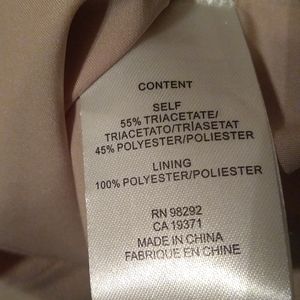 CONTENT
SELF
55% TRIACETATE/
TRIACETATO/TRÍASETAT
45% POLYESTER/POLIESTER
LINING
100% POLYESTER/POLIESTER
RN 98292
CA 19371
MADE IN CHINA
FABRIQUE EN CHINE